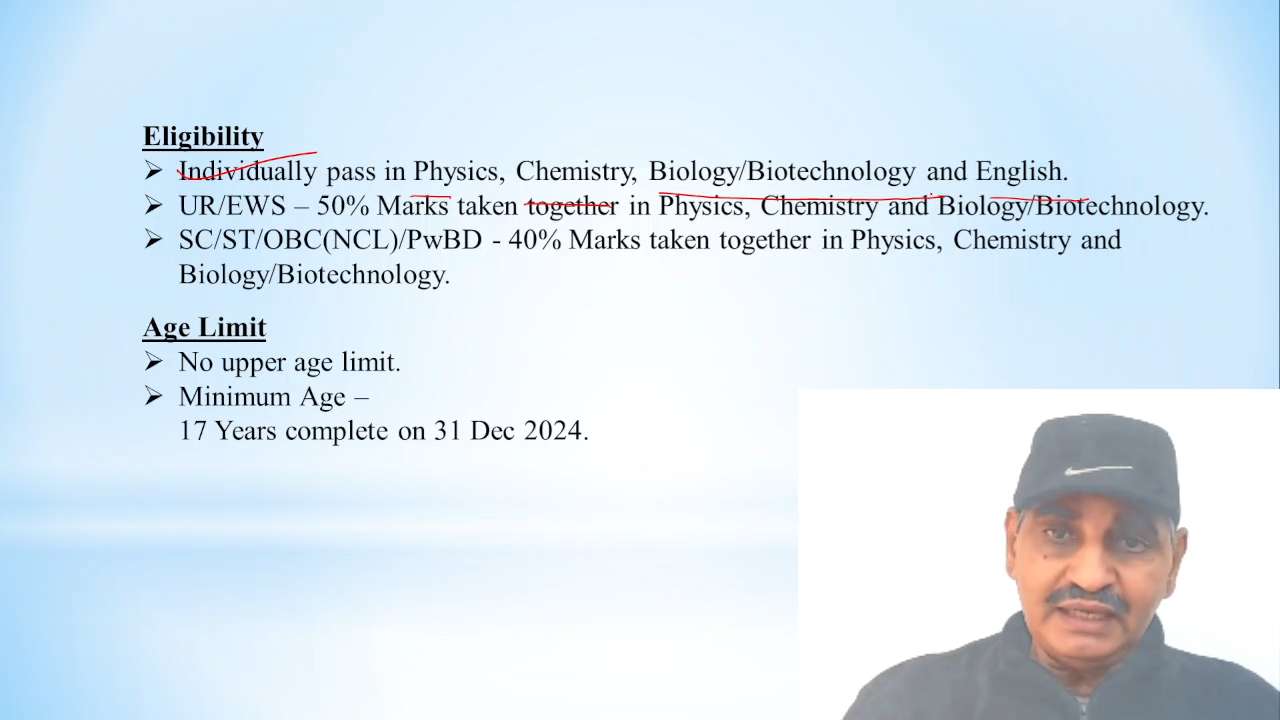 Eligibility
➢ Individually pass in Physics, Chemistry, Biology/Biotechnology and English.
➢ UR/EWS – 50% Marks taken together in Physics, Chemistry and Biology/Biotechnology.
➢ SC/ST/OBC(NCL)/PwBD - 40% Marks taken together in Physics, Chemistry and
Biology/Biotechnology.
Age Limit
➢ No upper age limit.
➢ Minimum Age –
17 Years complete on 31 Dec 2024.